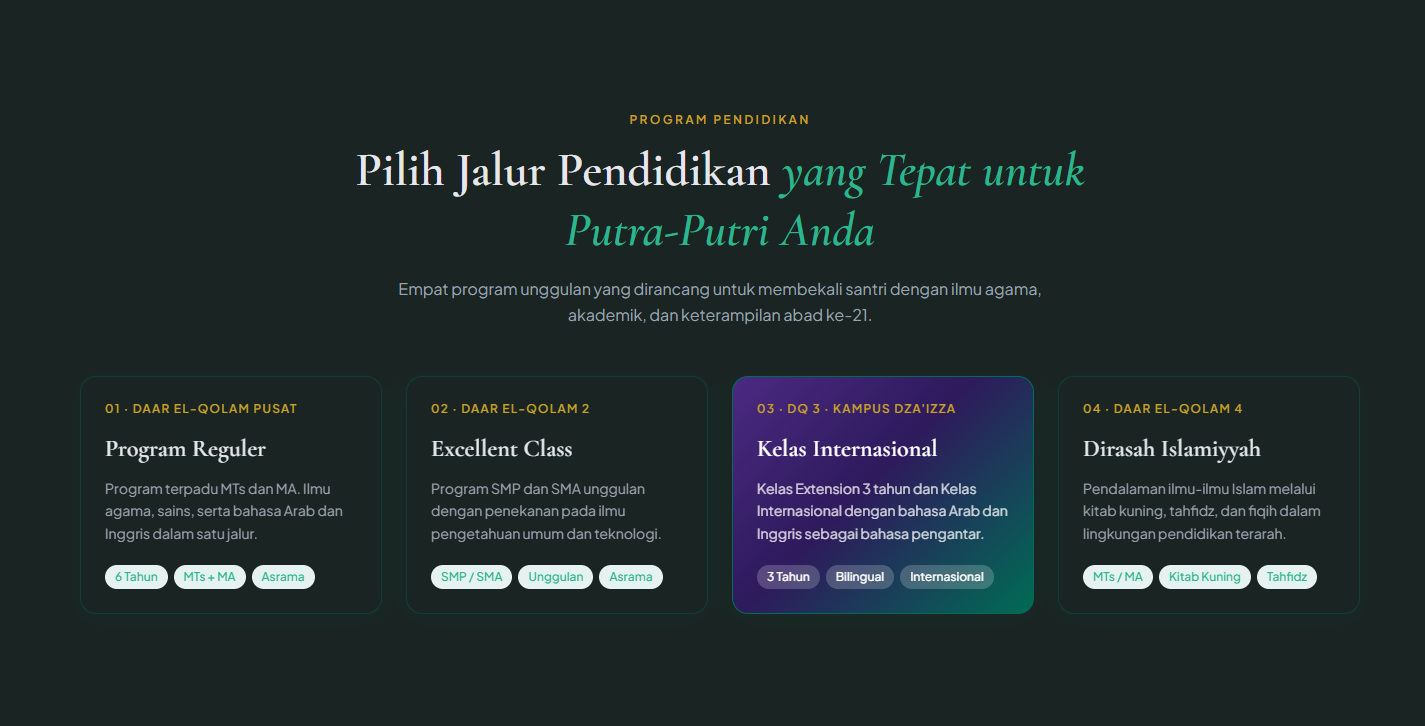 PROGRAM PENDIDIKAN
Pilih Jalur Pendidikan yang Tepat untuk
Putra-Putri Anda
Empat program unggulan yang dirancang untuk membekali santri dengan ilmu agama,
akademik, dan keterampilan abad ke-21.
01 · DAAR EL-QOLAM PUSAT
Program Reguler
Program terpadu MTs dan MA. Ilmu
agama, sains, serta bahasa Arab dan
Inggris dalam satu jalur.
6 Tahun
MTs + MA
Asrama
02 · DAAR EL-QOLAM 2
Excellent Class
Program SMP dan SMA unggulan
dengan penekanan pada ilmu
pengetahuan umum dan teknologi.
SMP / SMA
Unggulan
Asrama
03 · DQ 3 · KAMPUS DZA'IZZA
Kelas Internasional
Kelas Extension 3 tahun dan Kelas
Internasional dengan bahasa Arab dan
Inggris sebagai bahasa pengantar.
3 Tahun
Bilingual
Internasional
04 · DAAR EL-QOLAM 4
Dirasah Islamiyyah
Pendalaman ilmu-ilmu Islam melalui
kitab kuning, tahfidz, dan fiqih dalam
lingkungan pendidikan terarah.
MTs / MA
Kitab Kuning
Tahfidz